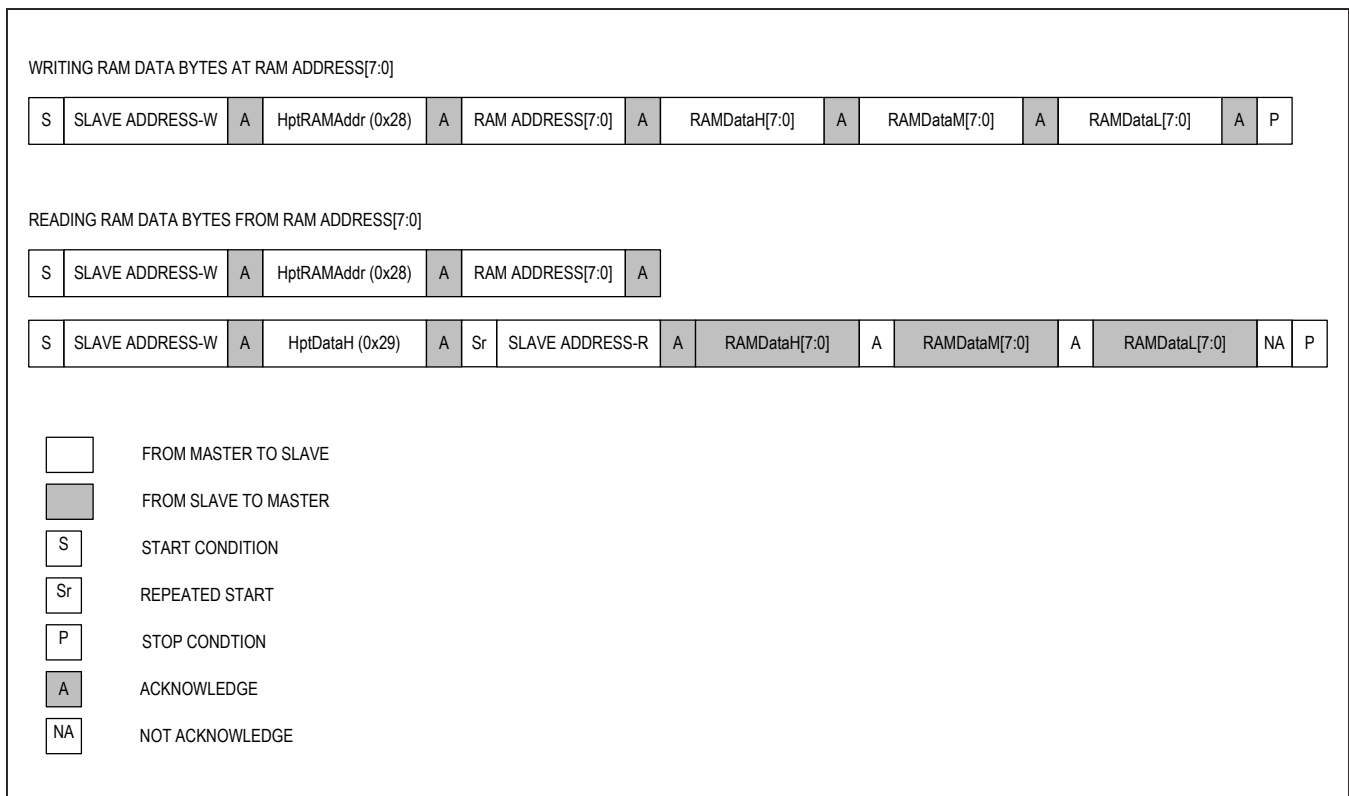 WRITING RAM DATA BYTES AT RAM ADDRESS[7:0]
S SLAVE ADDRESS-W A HptRAMAddr (0x28) A RAM ADDRESS[7:0] A RAMDataH[7:0] A RAMDataM[7:0] A RAMDataL[7:0] A P
READING RAM DATA BYTES FROM RAM ADDRESS[7:0]
S SLAVE ADDRESS-W A HptRAMAddr (0x28) A RAM ADDRESS[7:0] A
S SLAVE ADDRESS-W A HptDataH (0x29) A Sr SLAVE ADDRESS-R A RAMDataH[7:0] A RAMDataM[7:0] A RAMDataL[7:0] NA P
FROM MASTER TO SLAVE
FROM SLAVE TO MASTER
S START CONDITION
Sr REPEATED START
P STOP CONDTION
A ACKNOWLEDGE
NA NOT ACKNOWLEDGE